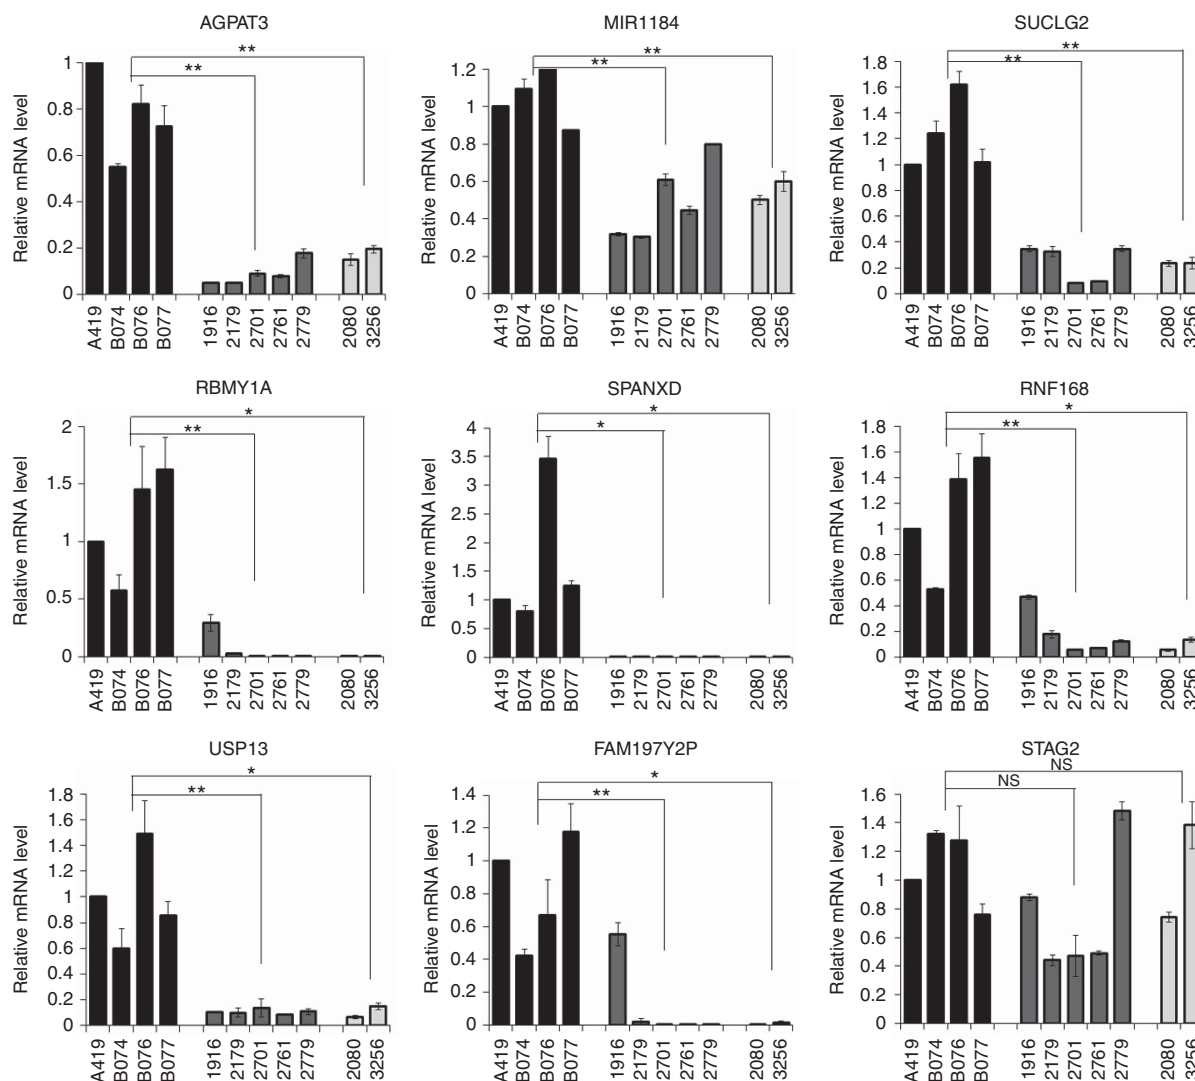 AGPAT3
MIR1184
SUCLG2
Relative mRNA level
1
0.8
0.6
0.4
0.2
0
**
**
A419
B074
B076
B077
1916
2179
2701
2761
2779
2080
3256
Relative mRNA level
1.2
1
0.8
0.6
0.4
0.2
0
**
**
A419
B074
B076
B077
1916
2179
2701
2761
2779
2080
3256
Relative mRNA level
1.8
1.6
1.4
1.2
1
0.8
0.6
0.4
0.2
0
**
**
A419
B074
B076
B077
1916
2179
2701
2761
2779
2080
3256
RBMY1A
SPANXD
RNF168
Relative mRNA level
2
1.5
1
0.5
0
*
**
A419
B074
B076
B077
1916
2179
2701
2761
2779
2080
3256
Relative mRNA level
4
3.5
3
2.5
2
1.5
1
0.5
0
*
*
A419
B074
B076
B077
1916
2179
2701
2761
2779
2080
3256
Relative mRNA level
1.8
1.6
1.4
1.2
1
0.8
0.6
0.4
0.2
0
*
**
A419
B074
B076
B077
1916
2179
2701
2761
2779
2080
3256
USP13
FAM197Y2P
STAG2
Relative mRNA level
1.8
1.6
1.4
1.2
1
0.8
0.6
0.4
0.2
0
*
**
A419
B074
B076
B077
1916
2179
2701
2761
2779
2080
3256
Relative mRNA level
1.4
1.2
1
0.8
0.6
0.4
0.2
0
*
**
A419
B074
B076
B077
1916
2179
2701
2761
2779
2080
3256
Relative mRNA level
1.6
1.4
1.2
1
0.8
0.6
0.4
0.2
0
NS
NS
A419
B074
B076
B077
1916
2179
2701
2761
2779
2080
3256